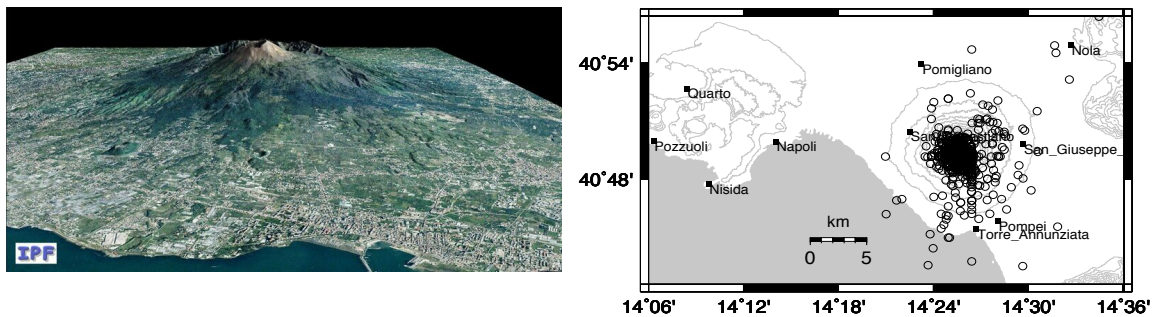 IPF
40°54'
40°48'
Nola
Pomigliano
Quarto
Pozzuoli
Napoli
San_Giuseppe_
Nisida
km
0 5
Pompei
Torre_Annunziata
14°06' 14°12' 14°18' 14°24' 14°30' 14°36'